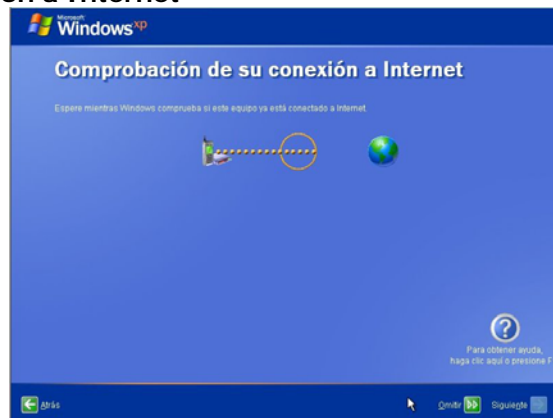 Microsoft
Windows xp
Comprobación de su conexión a Internet
Espere mientras Windows comprueba si este equipo ya está conectado a Internet.
?
Para obtener ayuda,
haga clic aquí o presione F
Atrás
Omitir
Siguiente